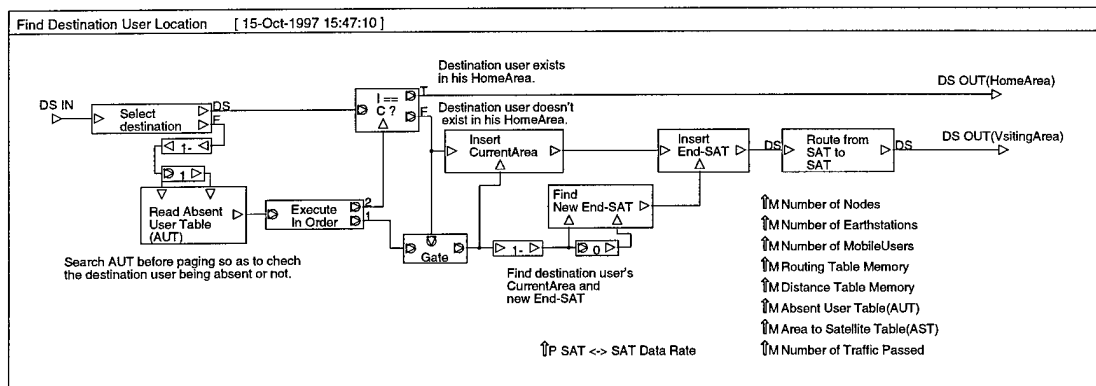 Find Destination User Location [ 15-Oct-1997 15:47:10 ]
Destination user exists
in his HomeArea.
DS OUT(HomeArea)
DS IN
Select
destination
DS
F
I ==
C ?
T
F
Destination user doesn't
exist in his HomeArea.
Insert
CurrentArea
Insert
End-SAT
DS
Route from
SAT to
SAT
DS
DS OUT(VsitingArea)
1-
1
Read Absent
User Table
(AUT)
Execute
In Order
2
1
Gate
Find
New End-SAT
1-
0
Search AUT before paging so as to chech
the destination user being absent or not.
Find destination user's
CurrentArea and
new End-SAT
⇑M Number of Nodes
⇑M Number of Earthstations
⇑M Number of MobileUsers
⇑M Routing Table Memory
⇑M Distance Table Memory
⇑M Absent User Table(AUT)
⇑M Area to Satellite Table(AST)
⇑M Number of Traffic Passed
⇑P SAT <-> SAT Data Rate